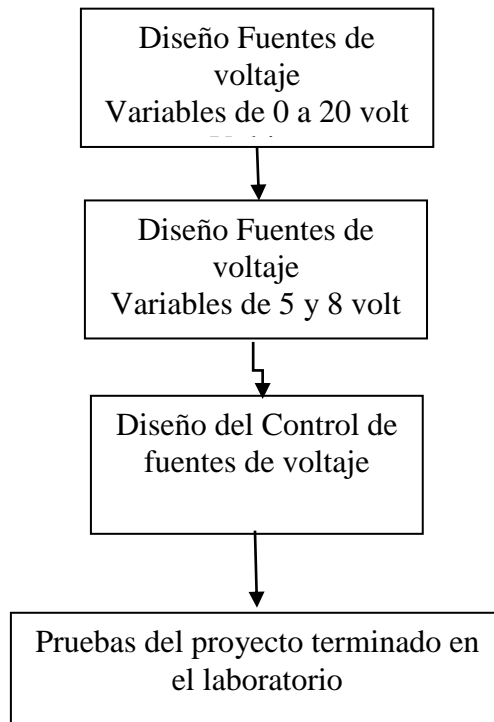 Diseño Fuentes de
voltaje
Variables de 0 a 20 volt
Diseño Fuentes de
voltaje
Variables de 5 y 8 volt
Diseño del Control de
fuentes de voltaje
Pruebas del proyecto terminado en
el laboratorio